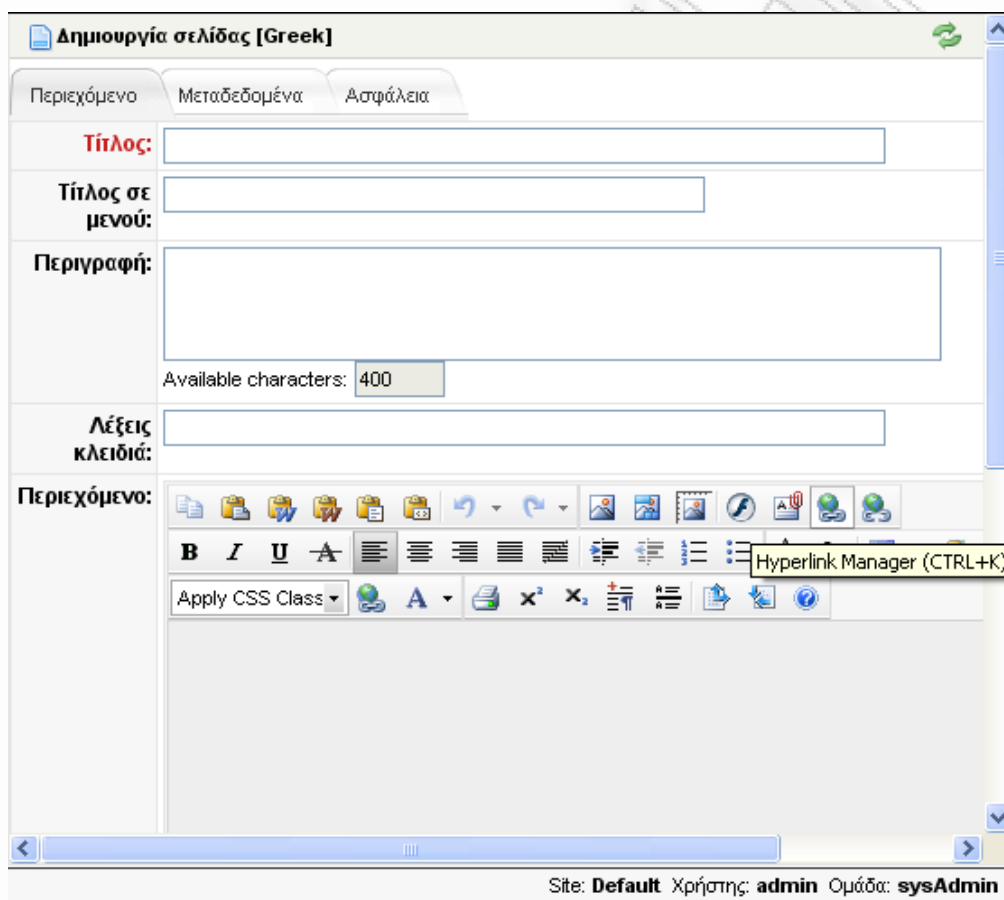 Δημιουργία σελίδας [Greek]
Περιεχόμενο Μεταδεδομένα Ασφάλεια
Τίτλος:
Τίτλος σε
μενού:
Περιγραφή:
Available characters: 400
Λέξεις
κλειδιά:
Περιεχόμενο:
Hyperlink Manager (CTRL+K)
Apply CSS Class
Site: Default Χρήστης: admin Ομάδα: sysAdmin